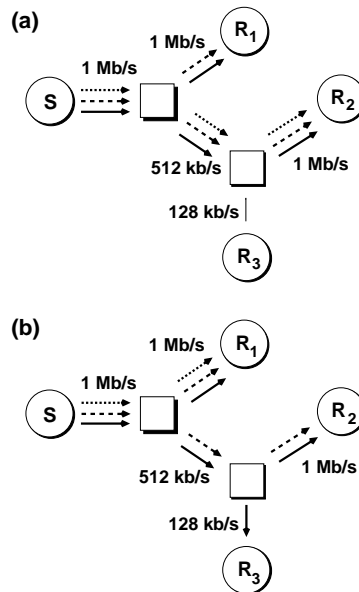 (a)
1 Mb/s
R1
1 Mb/s
S
R2
512 kb/s
1 Mb/s
128 kb/s
R3
(b)
R1
1 Mb/s
1 Mb/s
S
R2
512 kb/s
1 Mb/s
128 kb/s
R3